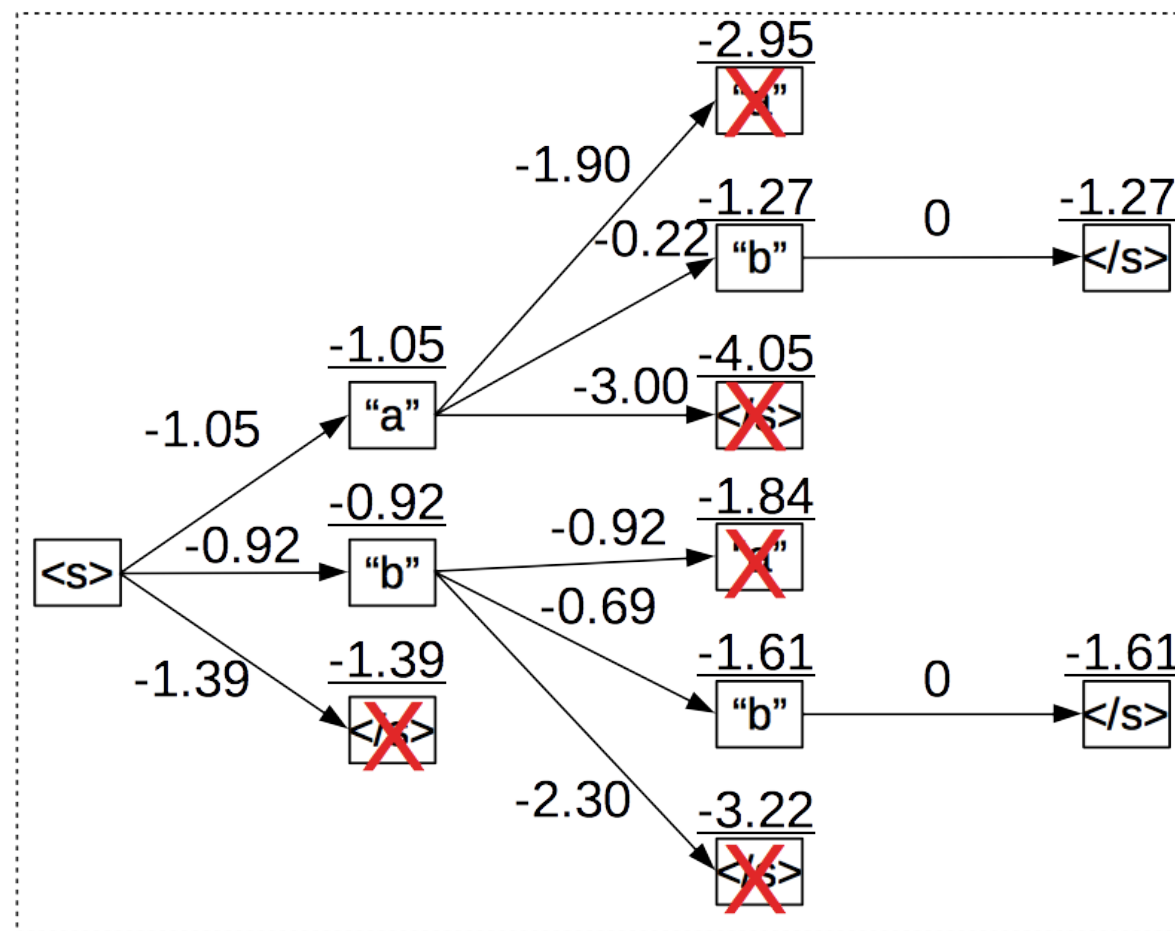 -2.95
“a”
-1.90
-1.27
-1.27
0
-0.22
“b”
</s>
-1.05
-4.05
-3.00
“a”
</s>
-1.05
-0.92
-1.84
-0.92
-0.92
“a”
<s>
“b”
-0.69
-1.39
-1.61
-1.61
-1.39
0
</s>
“b”
</s>
-2.30
-3.22
</s>